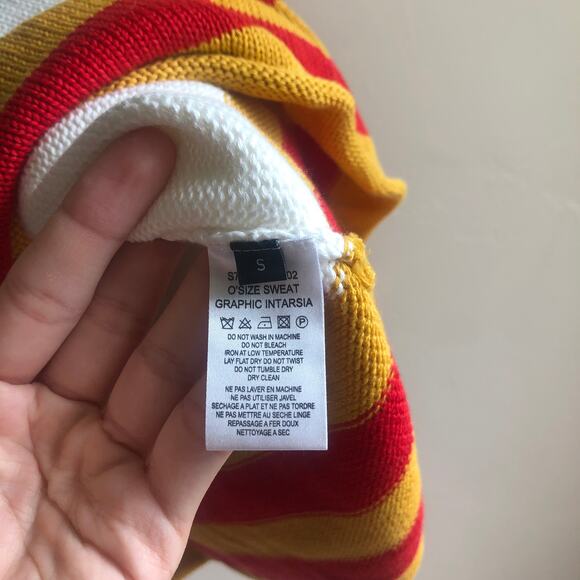 S
O'SIZE SWEAT
GRAPHIC INTARSIA
P
DO NOT WASH IN MACHINE
DO NOT BLEACH
IRON AT LOW TEMPERATURE
LAY FLAT DRY DO NOT TWIST
DO NOT TUMBLE DRY
DRY CLEAN
NE PAS LAVER EN MACHINE
NE PAS UTILISER JAVEL
SECHAGE A PLAT ET NE PAS TORDRE
NE PAS METTRE AU SECHE LINGE
REPASSAGE A FER DOUX
NETTOYAGE A SEC